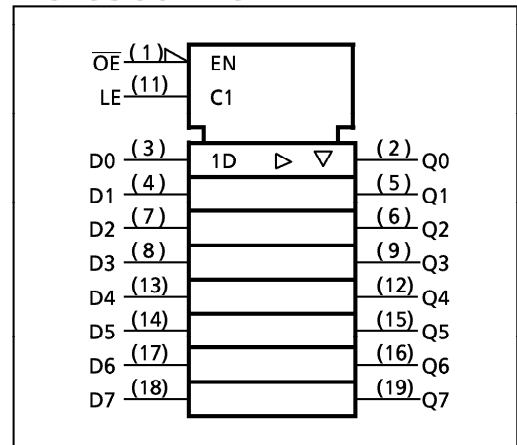 OE (1) EN
LE (11) C1
D0 (3) 1D (2) Q0
D1 (4) (5) Q1
D2 (7) (6) Q2
D3 (8) (9) Q3
D4 (13) (12) Q4
D5 (14) (15) Q5
D6 (17) (16) Q6
D7 (18) (19) Q7